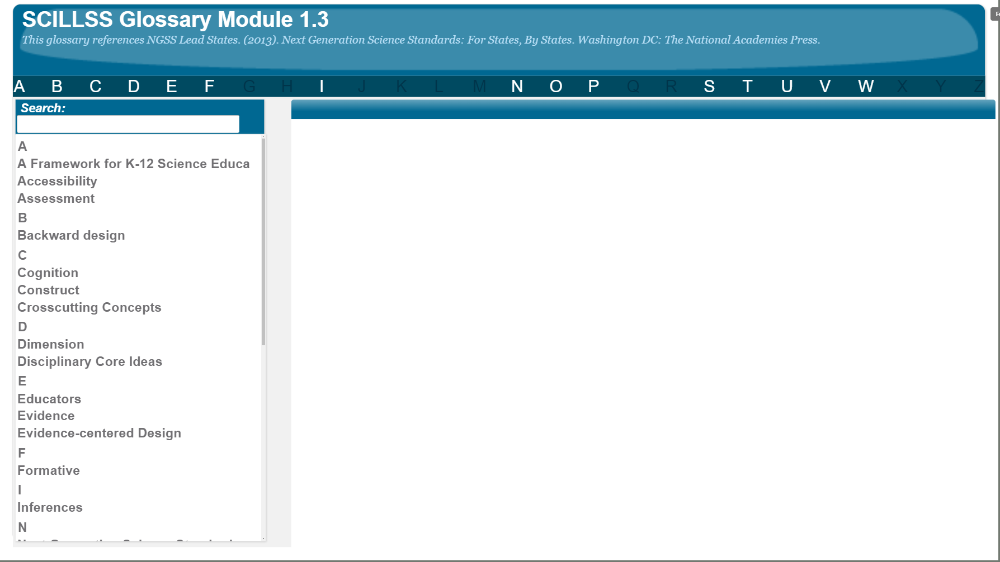 SCILLSS Glossary Module 1.3
This glossary references NGSS Lead States. (2013). Next Generation Science Standards: For States, By States. Washington DC: The National Academies Press.
A B C D E F G H I J K L M N O P Q R S T U V W X Y Z
Search:
A
A Framework for K-12 Science Educa
Accessibility
Assessment
B
Backward design
C
Cognition
Construct
Crosscutting Concepts
D
Dimension
Disciplinary Core Ideas
E
Educators
Evidence
Evidence-centered Design
F
Formative
I
Inferences
N